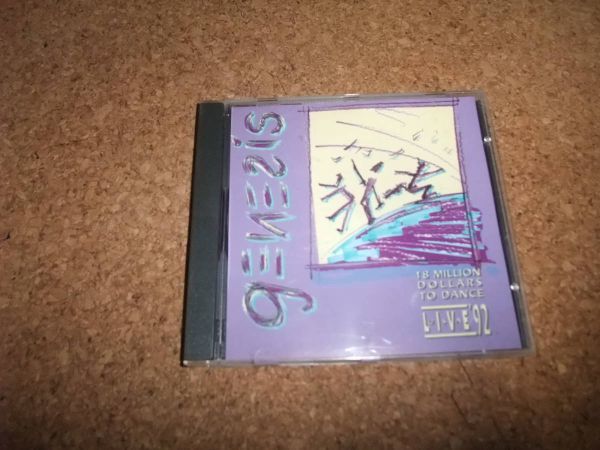 genesis
18 MILLION
DOLLARS
TO DANCE
L·I·V·E '92